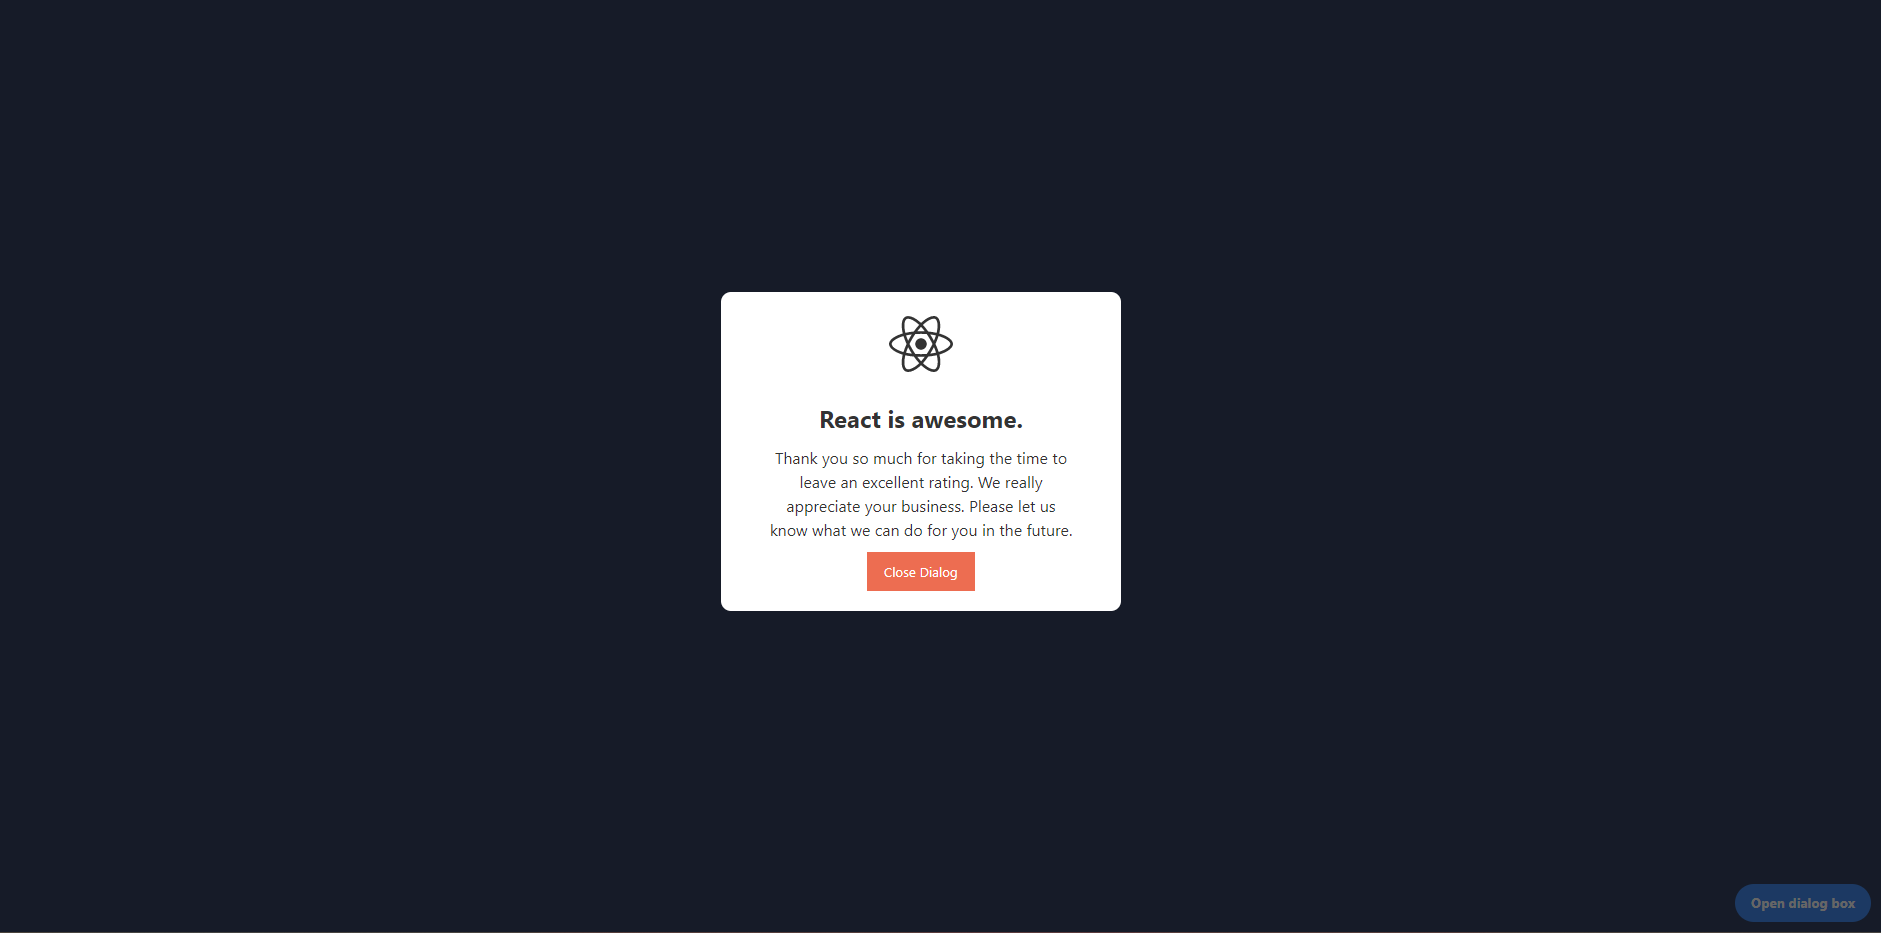 React is awesome.
Thank you so much for taking the time to
leave an excellent rating. We really
appreciate your business. Please let us
know what we can do for you in the future.
Close Dialog
Open dialog box